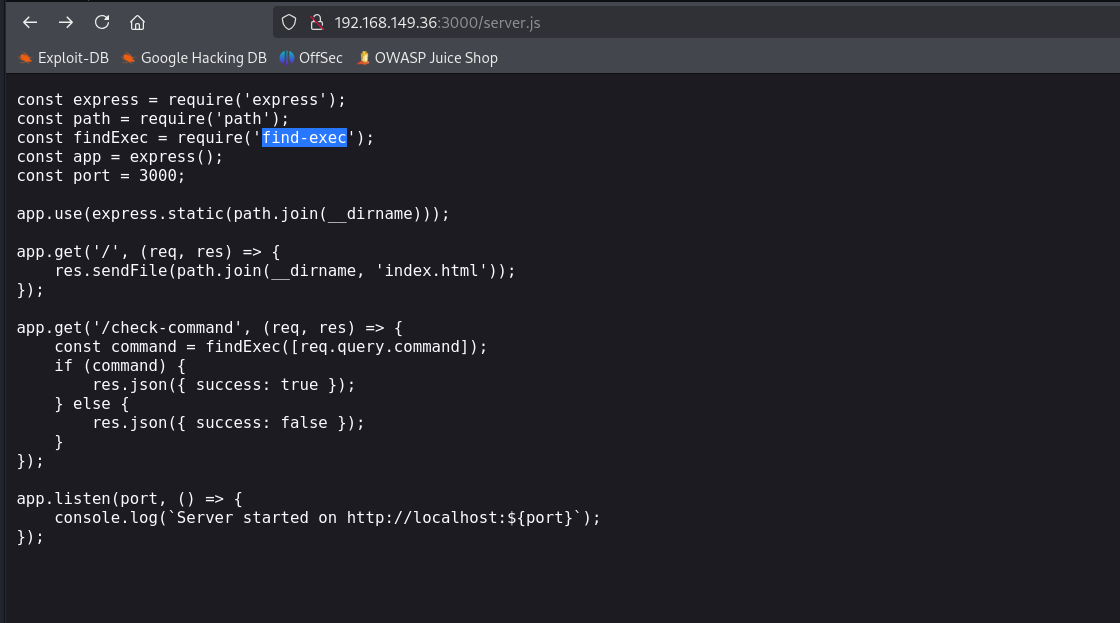 192.168.149.36:3000/server.js
Exploit-DB Google Hacking DB OffSec OWASP Juice Shop
const express = require('express');
const path = require('path');
const findExec = require('find-exec');
const app = express();
const port = 3000;
app.use(express.static(path.join(__dirname)));
app.get('/', (req, res) => {
    res.sendFile(path.join(__dirname, 'index.html'));
});
app.get('/check-command', (req, res) => {
    const command = findExec([req.query.command]);
    if (command) {
        res.json({ success: true });
    } else {
        res.json({ success: false });
    }
});
app.listen(port, () => {
    console.log(`Server started on http://localhost:${port}`);
});